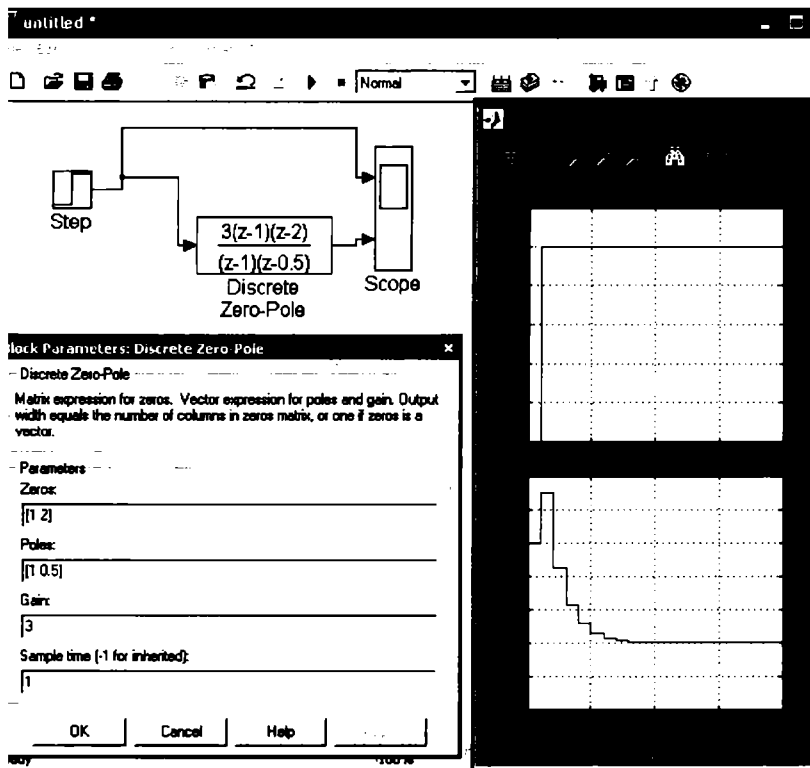 untitled *
Normal
Step
3(z-1)(z-2)
(z-1)(z-0.5)
Discrete
Zero-Pole
Scope
Block Parameters: Discrete Zero-Pole
Discrete Zero-Pole
Matrix expression for zeros. Vector expression for poles and gain. Output
width equals the number of columns in zeros matrix, or one if zeros is a
vector.
Parameters
Zeros:
[1 2]
Poles:
[1 0.5]
Gain:
3
Sample time (-1 for inherited):
1
OK
Cancel
Help
100%